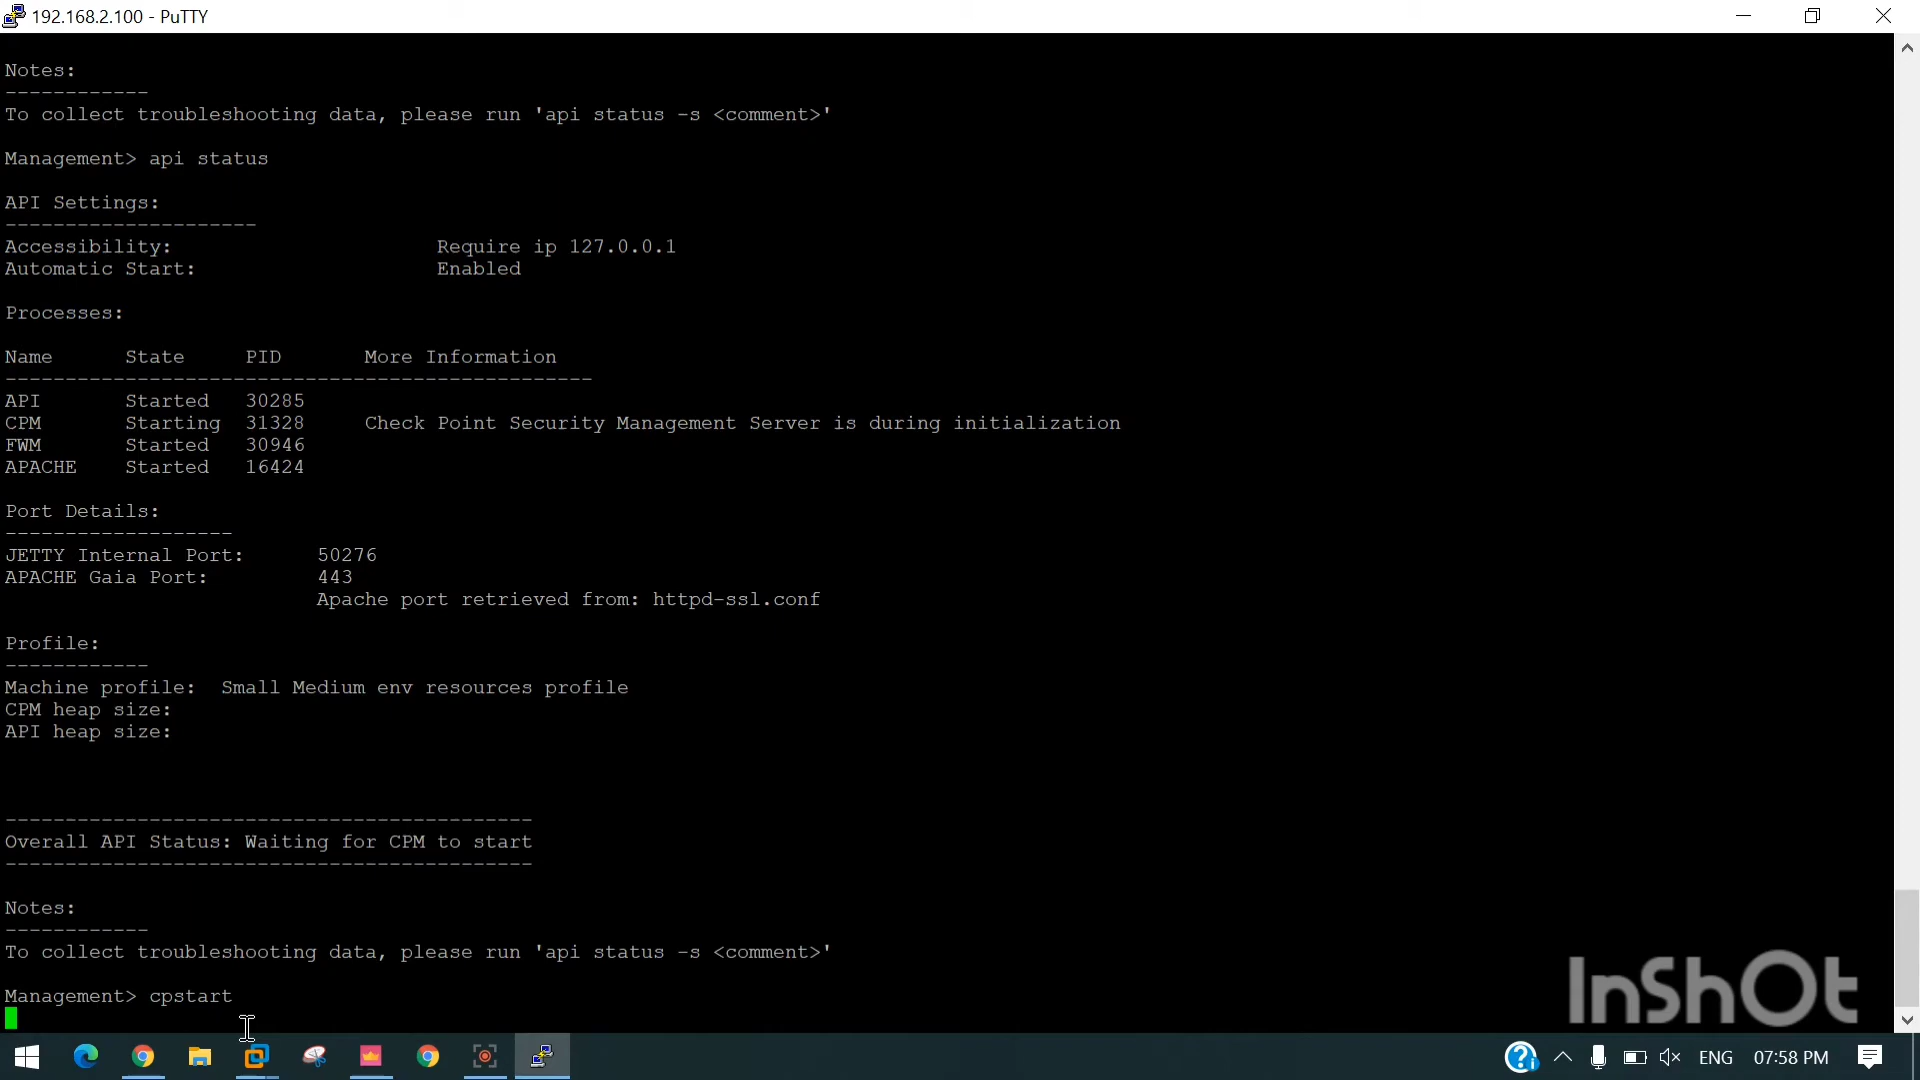 192.168.2.100 - PuTTY
Notes:
------------
To collect troubleshooting data, please run 'api status -s <comment>'
Management> api status
API Settings:
---------------------
Accessibility: Require ip 127.0.0.1
Automatic Start: Enabled
Processes:
Name State PID More Information
-------------------------------------------------
API Started 30285
CPM Starting 31328 Check Point Security Management Server is during initialization
FWM Started 30946
APACHE Started 16424
Port Details:
-------------------
JETTY Internal Port: 50276
APACHE Gaia Port: 443
Apache port retrieved from: httpd-ssl.conf
Profile:
------------
Machine profile: Small Medium env resources profile
CPM heap size:
API heap size:
--------------------------------------------
Overall API Status: Waiting for CPM to start
--------------------------------------------
Notes:
------------
To collect troubleshooting data, please run 'api status -s <comment>'
Management> cpstart
InShOt
ENG 07:58 PM